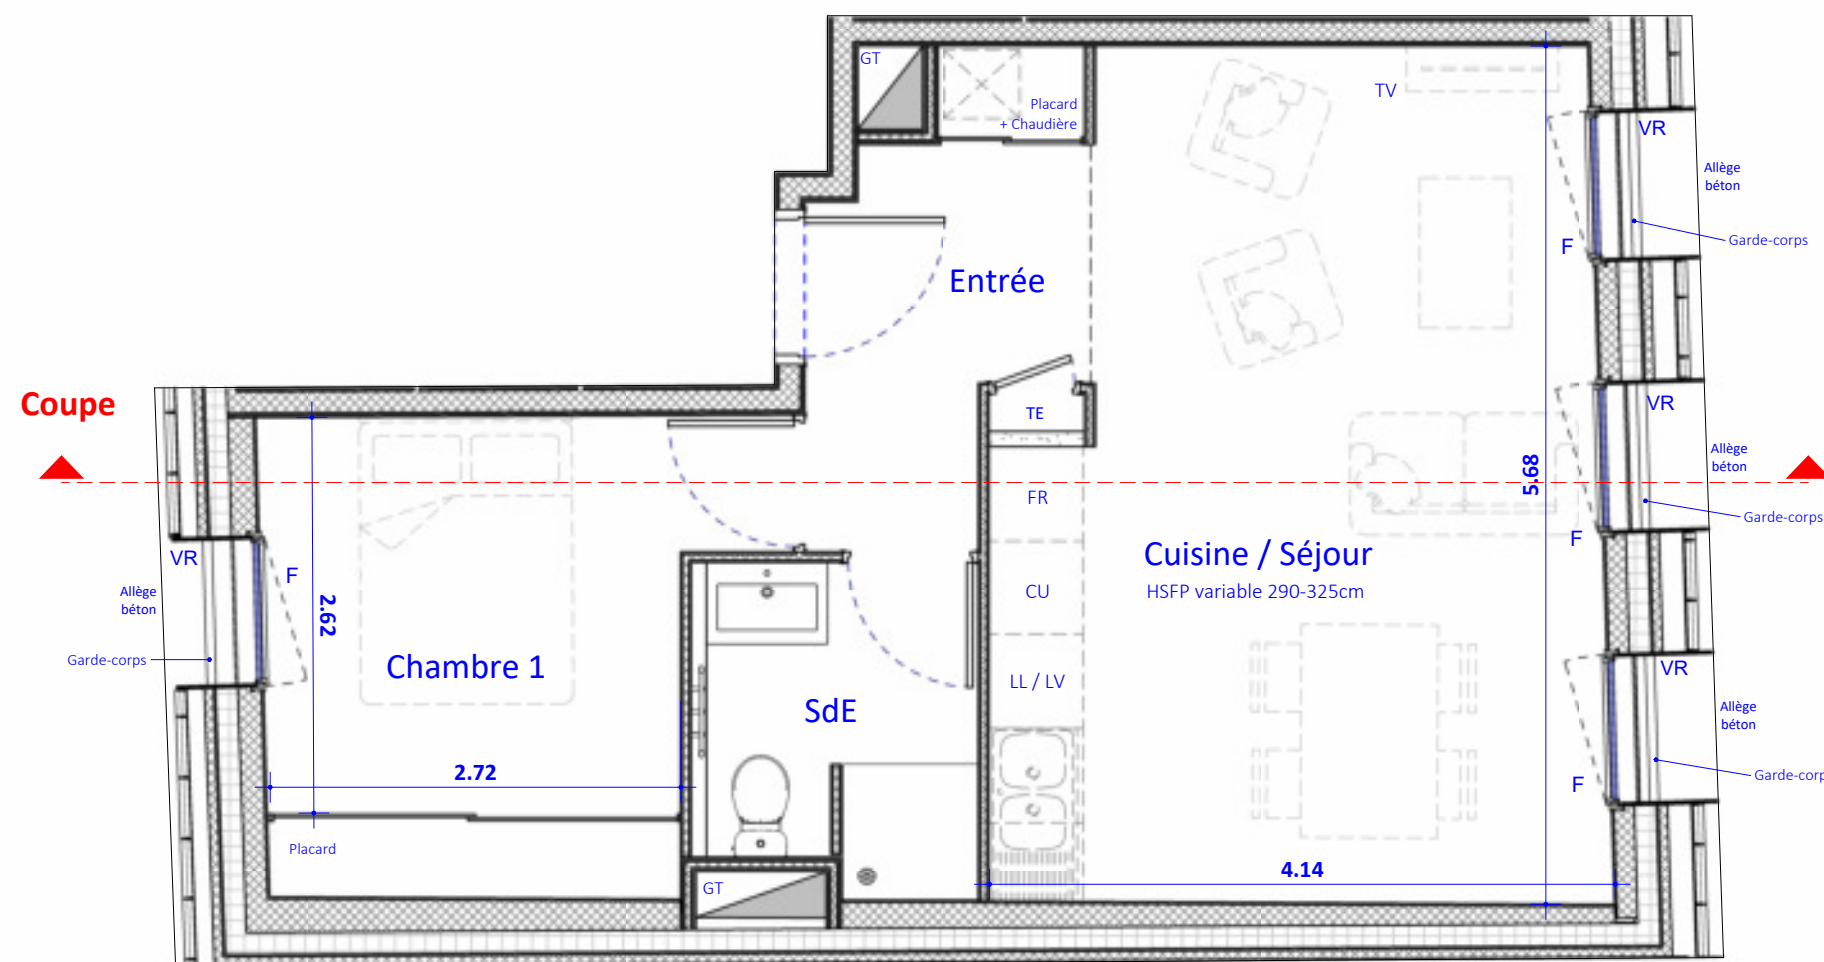 GT
Placard
+ Chaudière
TV
VR
Allège
béton
Garde-corps
F
Entrée
Coupe
TE
VR
Allège
béton
Garde-corps
F
5.68
FR
Cuisine / Séjour
HSFP variable 290-325cm
CU
LL / LV
VR
F
Allège
béton
Garde-corps
2.62
Chambre 1
SdE
VR
Allège
béton
Garde-corp
F
2.72
Placard
GT
4.14